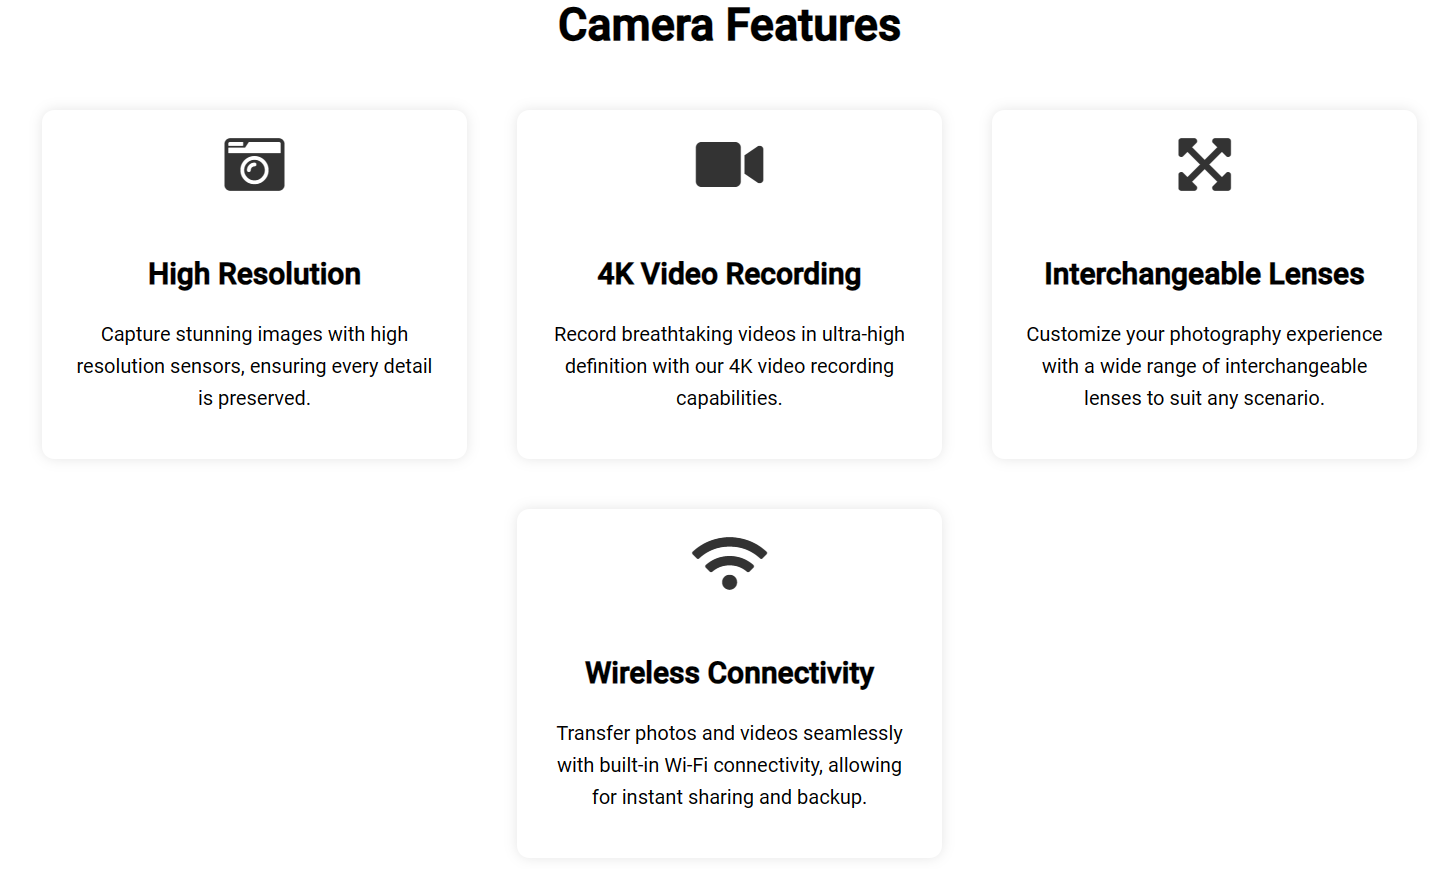 Camera Features
High Resolution
Capture stunning images with high
resolution sensors, ensuring every detail
is preserved.
4K Video Recording
Record breathtaking videos in ultra-high
definition with our 4K video recording
capabilities.
Interchangeable Lenses
Customize your photography experience
with a wide range of interchangeable
lenses to suit any scenario.
Wireless Connectivity
Transfer photos and videos seamlessly
with built-in Wi-Fi connectivity, allowing
for instant sharing and backup.